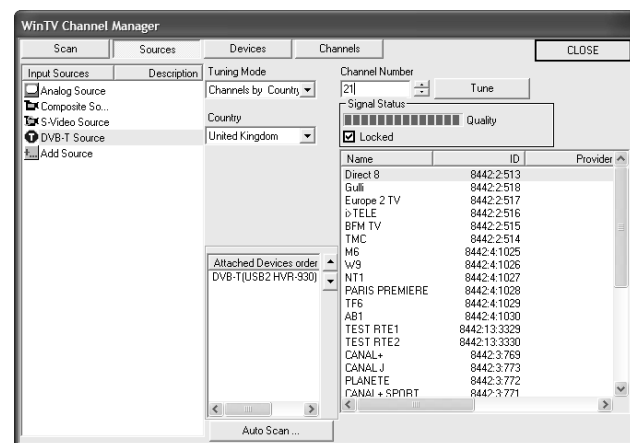 WinTV Channel Manager
Scan Sources Devices Channels CLOSE
Input Sources Description
Analog Source
Composite So...
S-Video Source
DVB-T Source
Add Source
Tuning Mode
Channels by Country
Country
United Kingdom
Channel Number
21 Tune
Signal Status
Quality
Locked
Attached Devices order
DVB-T(USB2 HVR-930)
Auto Scan ...
Name ID Provider
Direct 8 8442:2:513
Gulli 8442:2:518
Europe 2 TV 8442:2:517
i>TELE 8442:2:516
BFM TV 8442:2:515
TMC 8442:2:514
M6 8442:4:1025
W9 8442:4:1026
NT1 8442:4:1027
PARIS PREMIERE 8442:4:1028
TF6 8442:4:1029
AB1 8442:4:1030
TEST RTE1 8442:13:3329
TEST RTE2 8442:13:3330
CANAL+ 8442:3:769
CANAL J 8442:3:773
PLANETE 8442:3:772
CANAL+ SPORT 8442:3:771